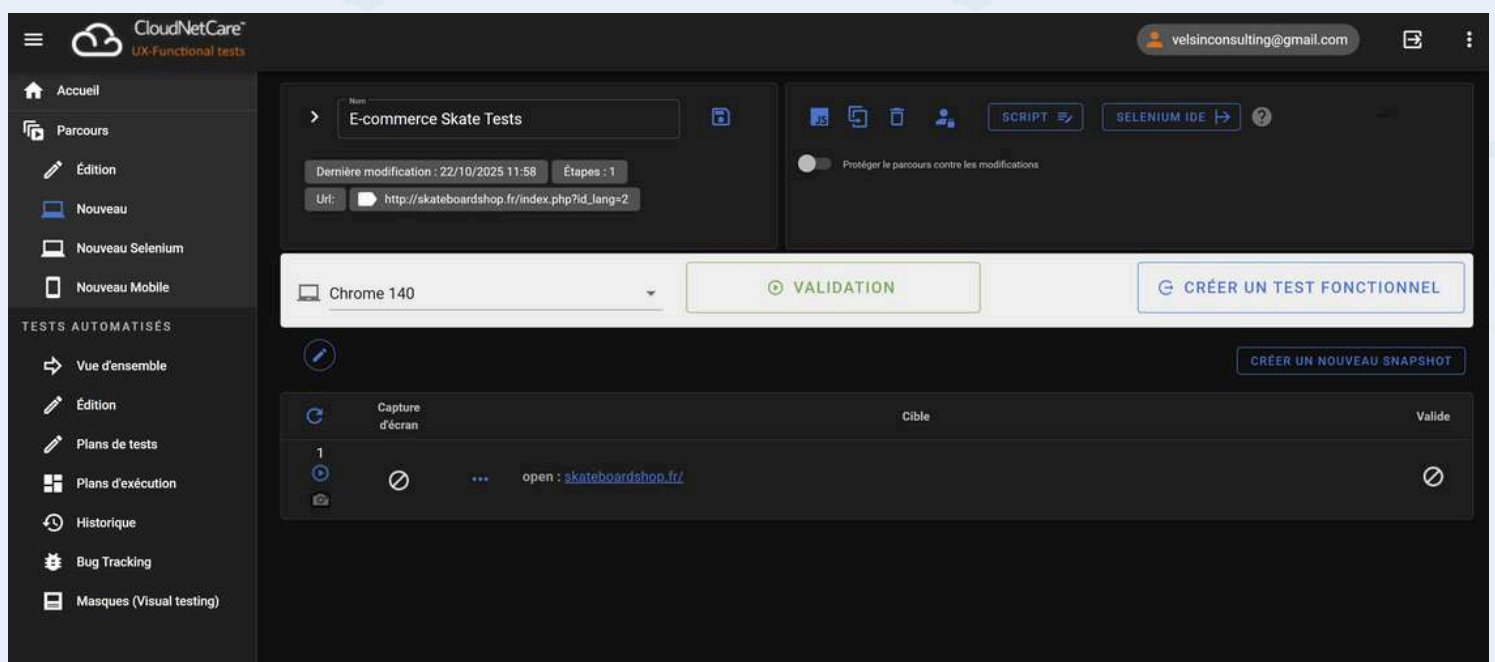 CloudNetCare™
UX-Functional tests
velsinconsulting@gmail.com
Accueil
Parcours
Édition
Nouveau
Nouveau Selenium
Nouveau Mobile
TESTS AUTOMATISÉS
Vue d'ensemble
Édition
Plans de tests
Plans d'exécution
Historique
Bug Tracking
Masques (Visual testing)
Nom
E-commerce Skate Tests
Dernière modification : 22/10/2025 11:58
Étapes : 1
Url:
http://skateboardshop.fr/index.php?id_lang=2
JS
SCRIPT
SELENIUM IDE
Protéger le parcours contre les modifications
Chrome 140
VALIDATION
CRÉER UN TEST FONCTIONNEL
CRÉER UN NOUVEAU SNAPSHOT
Capture
d'écran
Cible
Valide
1
open : skateboardshop.fr/